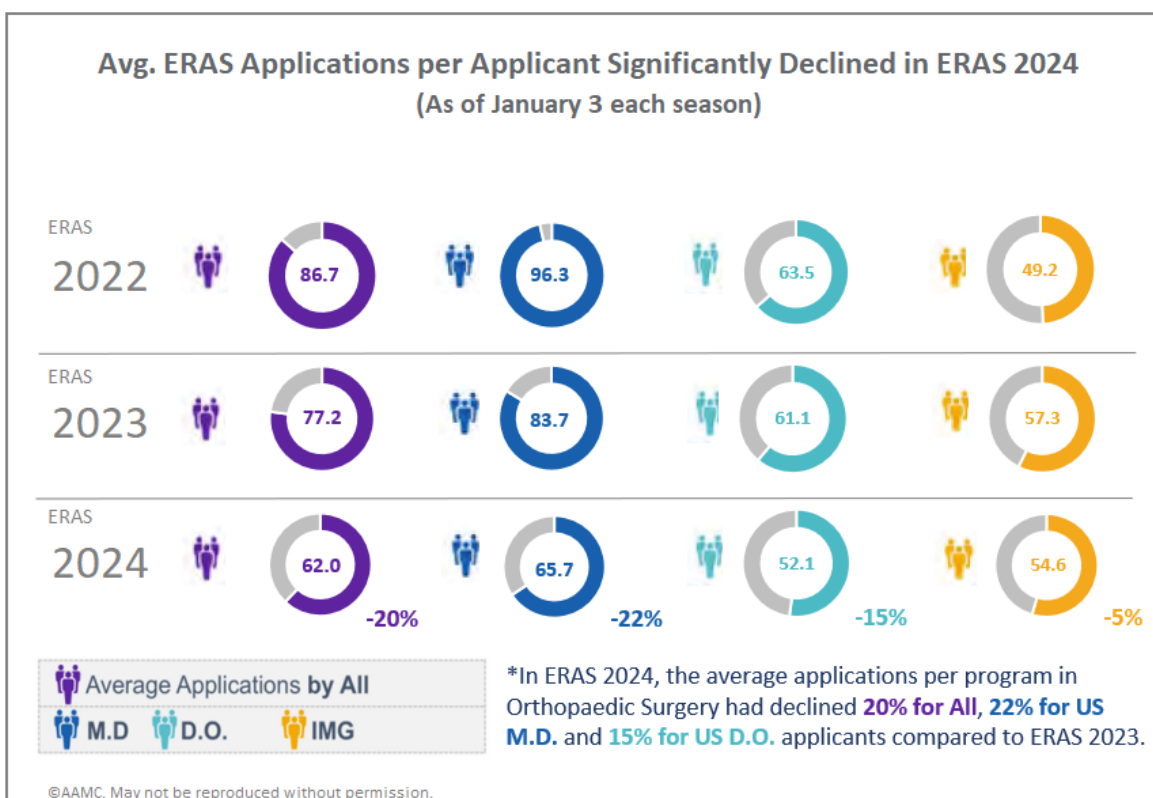 Avg. ERAS Applications per Applicant Significantly Declined in ERAS 2024
(As of January 3 each season)
ERAS
2022
86.7
96.3
63.5
49.2
ERAS
2023
77.2
83.7
61.1
57.3
ERAS
2024
62.0
65.7
52.1
54.6
-20%
-22%
-15%
-5%
Average Applications by All
M.D
D.O.
IMG
*In ERAS 2024, the average applications per program in
Orthopaedic Surgery had declined 20% for All, 22% for US
M.D. and 15% for US D.O. applicants compared to ERAS 2023.
©AAMC. May not be reproduced without permission.